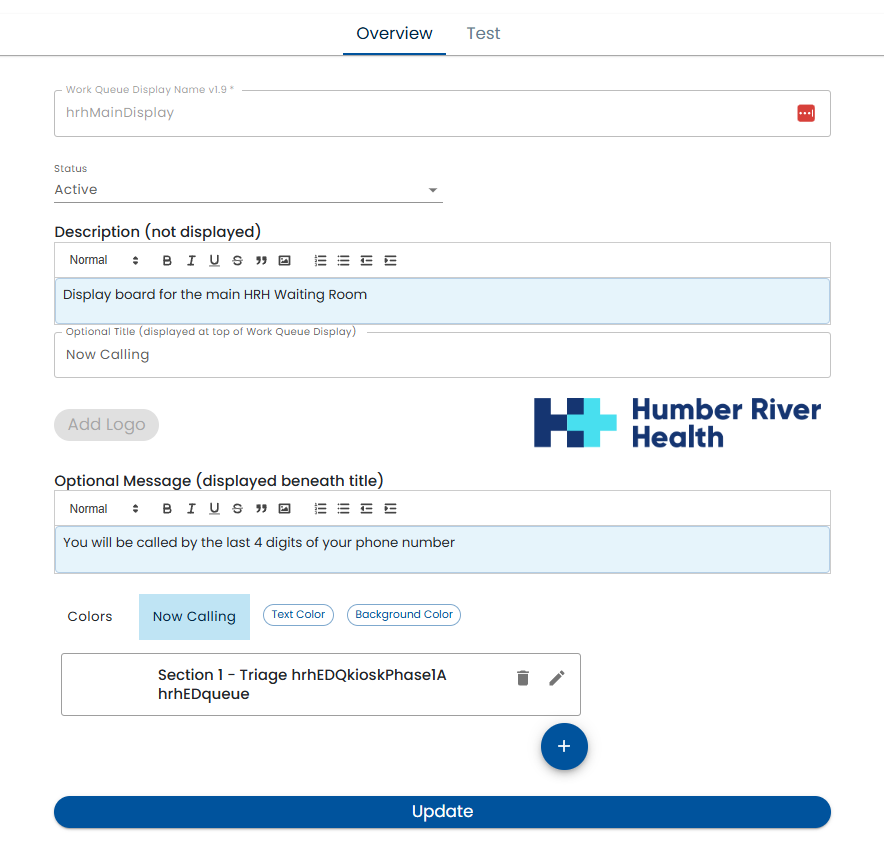 Overview Test
Work Queue Display Name v1.9 *
hrhMainDisplay
Status
Active
Description (not displayed)
Normal
Display board for the main HRH Waiting Room
Optional Title (displayed at top of Work Queue Display)
Now Calling
Add Logo
Humber River
Health
Optional Message (displayed beneath title)
Normal
You will be called by the last 4 digits of your phone number
Colors Now Calling Text Color Background Color
Section 1 - Triage hrhEDQkioskPhase1A
hrhEDqueue
+
Update